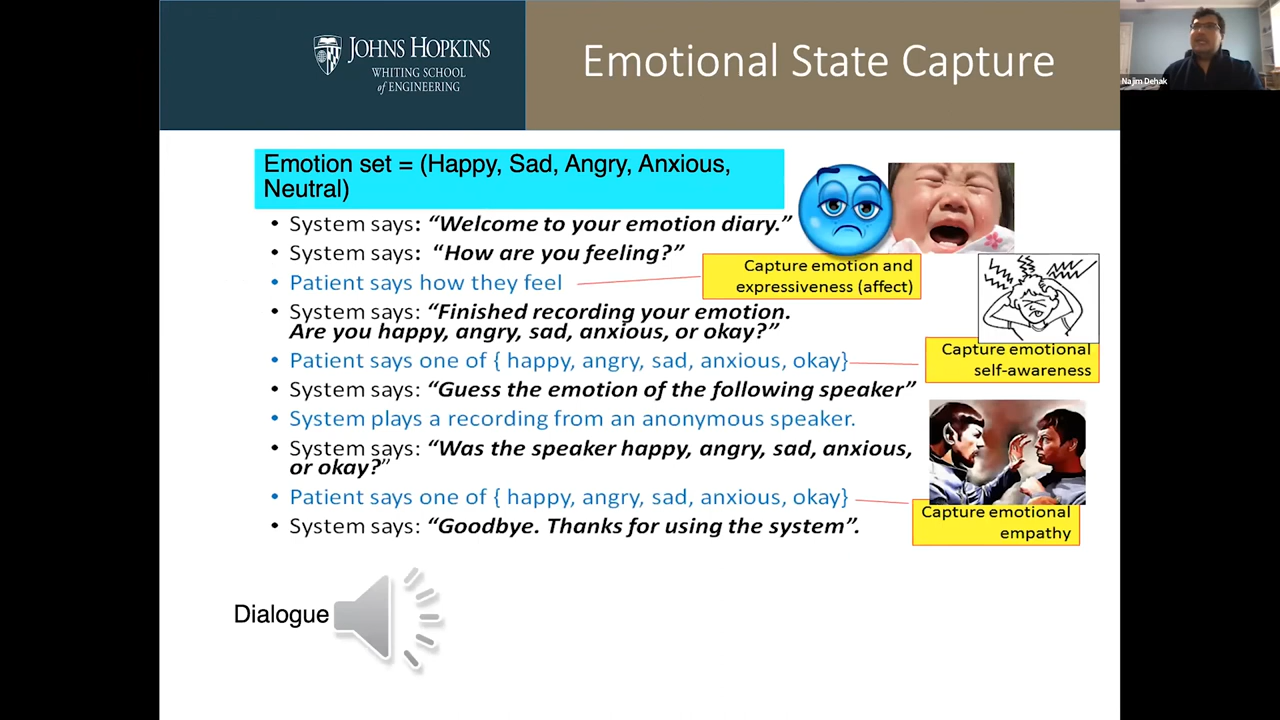 JOHNS HOPKINS
WHITING SCHOOL
of ENGINEERING
Emotional State Capture
Najim Dehak
Emotion set = (Happy, Sad, Angry, Anxious,
Neutral)
• System says: “Welcome to your emotion diary.”
• System says: “How are you feeling?”
• Patient says how they feel
Capture emotion and
expressiveness (affect)
• System says: “Finished recording your emotion.
Are you happy, angry, sad, anxious, or okay?”
• Patient says one of { happy, angry, sad, anxious, okay}
Capture emotional
self-awareness
• System says: “Guess the emotion of the following speaker”
• System plays a recording from an anonymous speaker.
• System says: “Was the speaker happy, angry, sad, anxious,
or okay?”
• Patient says one of { happy, angry, sad, anxious, okay}
Capture emotional
empathy
• System says: “Goodbye. Thanks for using the system”.
Dialogue